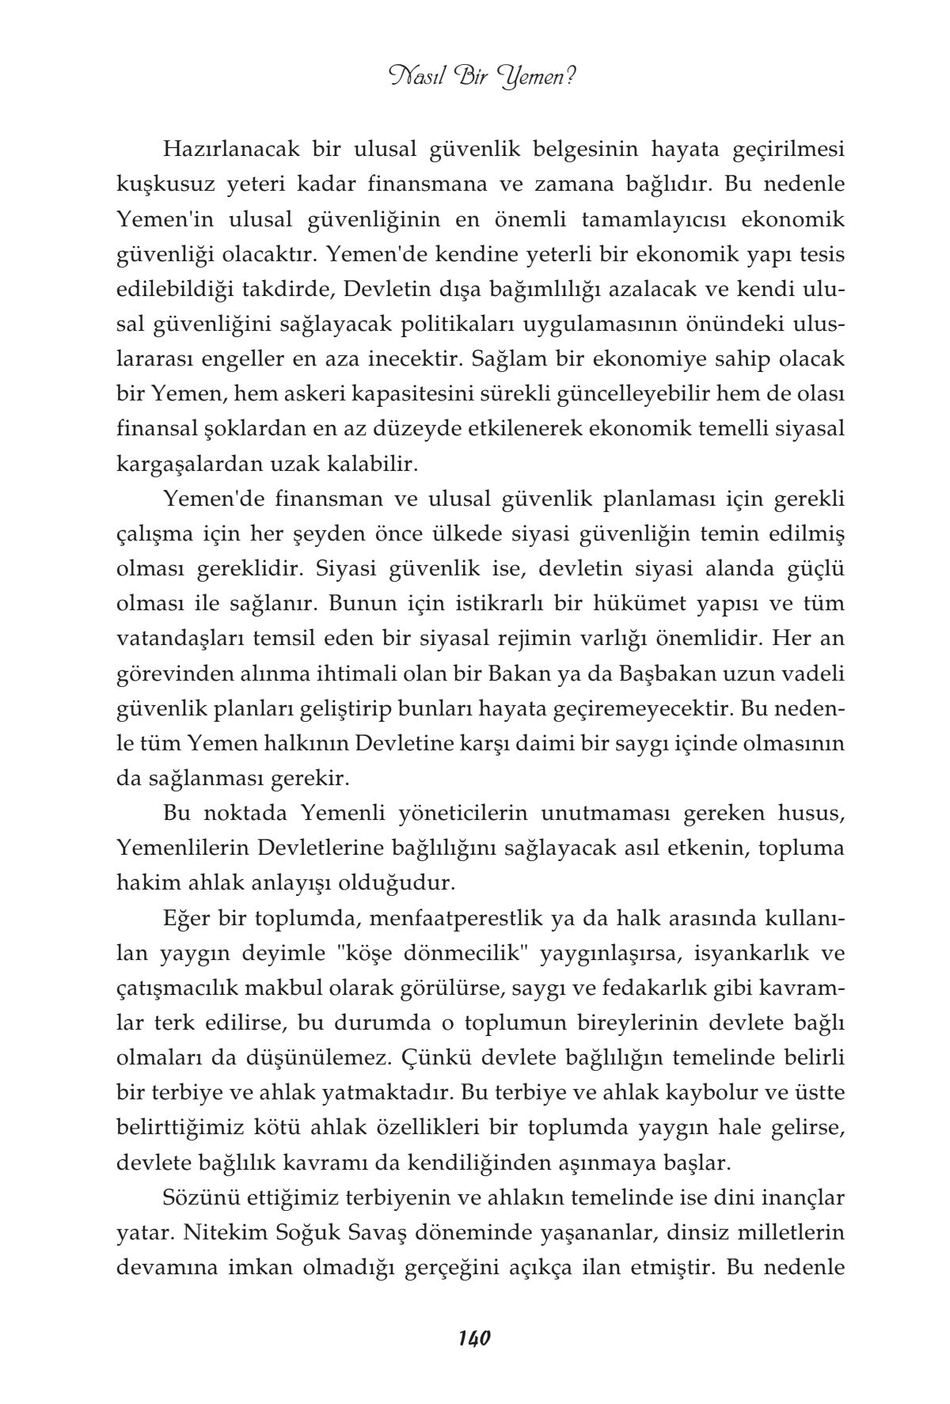 Nasıl Bir Yemen?
Hazırlanacak bir ulusal güvenlik belgesinin hayata geçirilmesi
kuşkusuz yeteri kadar finansmana ve zamana bağlıdır. Bu nedenle
Yemen'in ulusal güvenliğinin en önemli tamamlayıcısı ekonomik
güvenliği olacaktır. Yemen'de kendine yeterli bir ekonomik yapı tesis
edilebildiği takdirde, Devletin dışa bağımlılığı azalacak ve kendi ulu-
sal güvenliğini sağlayacak politikaları uygulamasının önündeki ulus-
lararası engeller en aza inecektir. Sağlam bir ekonomiye sahip olacak
bir Yemen, hem askeri kapasitesini sürekli güncelleyebilir hem de olası
finansal şoklardan en az düzeyde etkilenerek ekonomik temelli siyasal
kargaşalardan uzak kalabilir.
Yemen'de finansman ve ulusal güvenlik planlaması için gerekli
çalışma için her şeyden önce ülkede siyasi güvenliğin temin edilmiş
olması gereklidir. Siyasi güvenlik ise, devletin siyasi alanda güçlü
olması ile sağlanır. Bunun için istikrarlı bir hükümet yapısı ve tüm
vatandaşları temsil eden bir siyasal rejimin varlığı önemlidir. Her an
görevinden alınma ihtimali olan bir Bakan ya da Başbakan uzun vadeli
güvenlik planları geliştirip bunları hayata geçiremeyecektir. Bu neden-
le tüm Yemen halkının Devletine karşı daimi bir saygı içinde olmasının
da sağlanması gerekir.
Bu noktada Yemenli yöneticilerin unutmaması gereken husus,
Yemenlilerin Devletlerine bağlılığını sağlayacak asıl etkenin, topluma
hakim ahlak anlayışı olduğudur.
Eğer bir toplumda, menfaatperestlik ya da halk arasında kullanı-
lan yaygın deyimle "köşe dönmecilik" yaygınlaşırsa, isyankarlık ve
çatışmacılık makbul olarak görülürse, saygı ve fedakarlık gibi kavram-
lar terk edilirse, bu durumda o toplumun bireylerinin devlete bağlı
olmaları da düşünülemez. Çünkü devlete bağlılığın temelinde belirli
bir terbiye ve ahlak yatmaktadır. Bu terbiye ve ahlak kaybolur ve üstte
belirttiğimiz kötü ahlak özellikleri bir toplumda yaygın hale gelirse,
devlete bağlılık kavramı da kendiliğinden aşınmaya başlar.
Sözünü ettiğimiz terbiyenin ve ahlakın temelinde ise dini inançlar
yatar. Nitekim Soğuk Savaş döneminde yaşananlar, dinsiz milletlerin
devamına imkan olmadığı gerçeğini açıkça ilan etmiştir. Bu nedenle
140